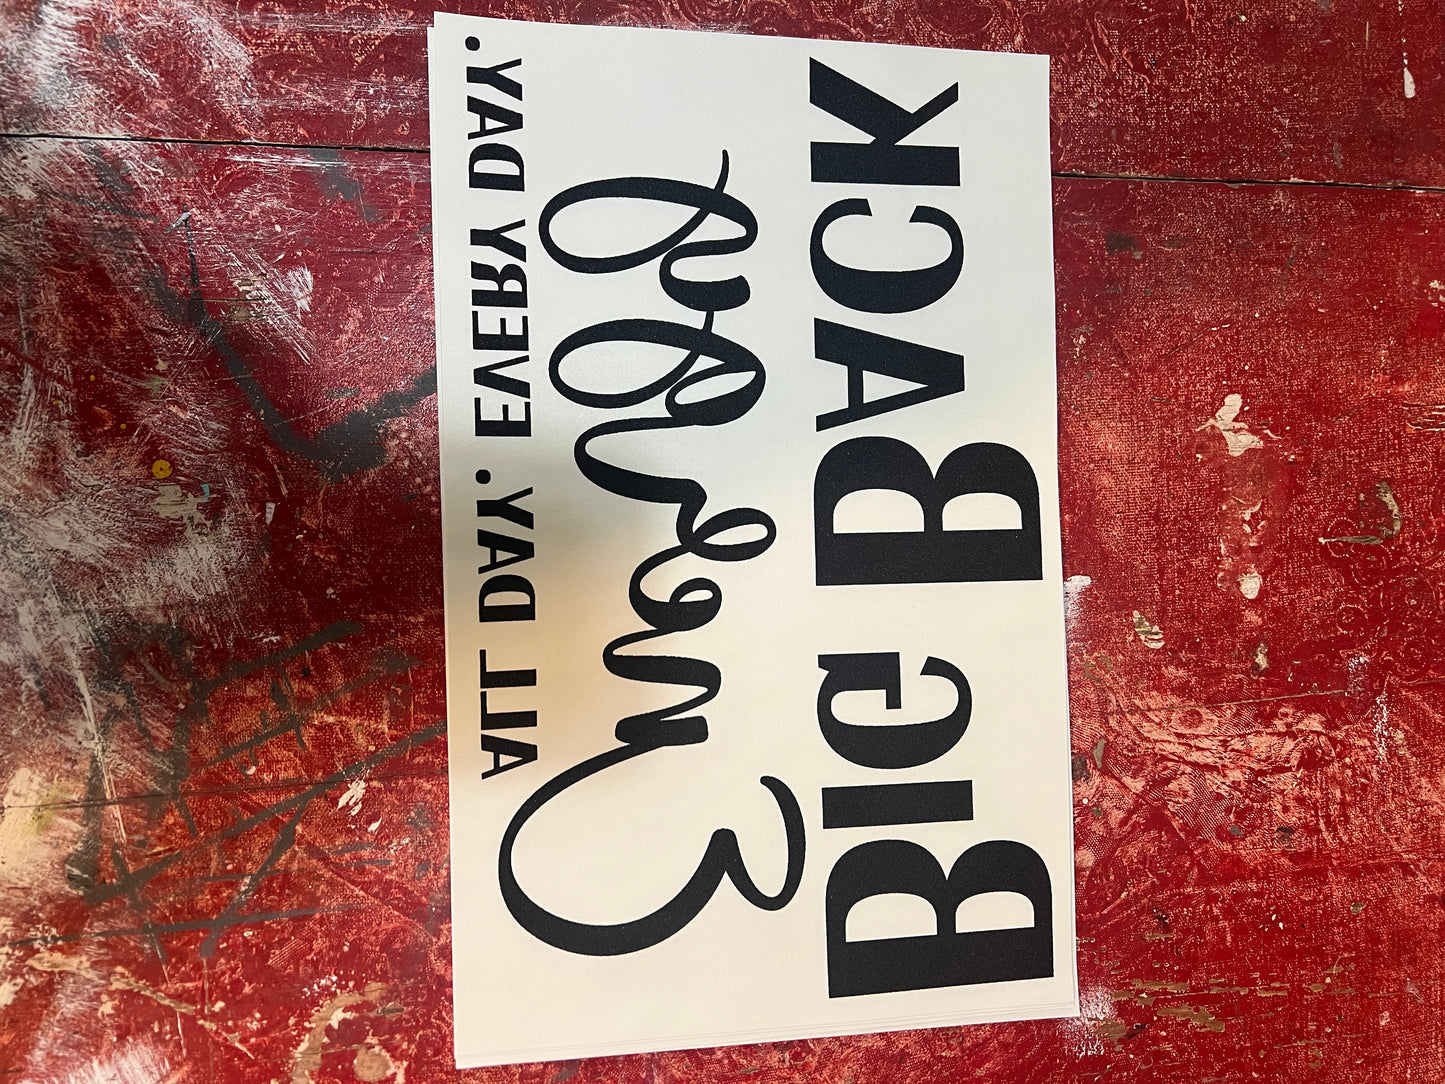 BIG BACK
Energy
ALL DAY. EVERY DAY.